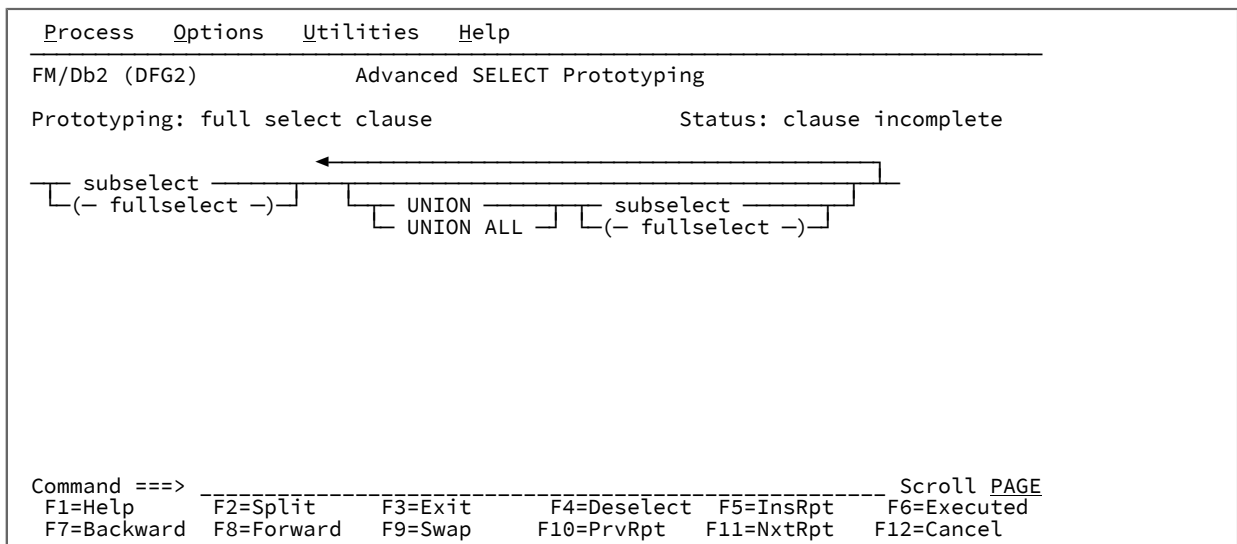 Process Options Utilities Help
FM/Db2 (DFG2) Advanced SELECT Prototyping
Prototyping: full select clause Status: clause incomplete
subselect
(— fullselect —) UNION subselect
UNION ALL (— fullselect —)
Command ===> _____________________________________________________ Scroll PAGE
F1=Help F2=Split F3=Exit F4=Deselect F5=InsRpt F6=Executed
F7=Backward F8=Forward F9=Swap F10=PrvRpt F11=NxtRpt F12=Cancel